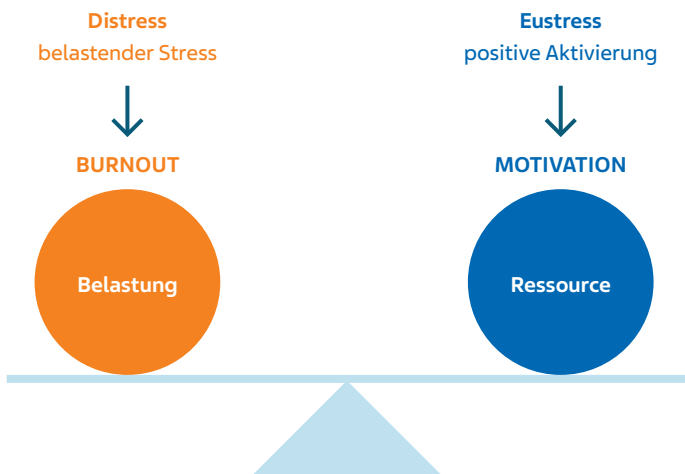 Distress
belastender Stress
BURNOUT
Belastung
Eustress
positive Aktivierung
MOTIVATION
Ressource